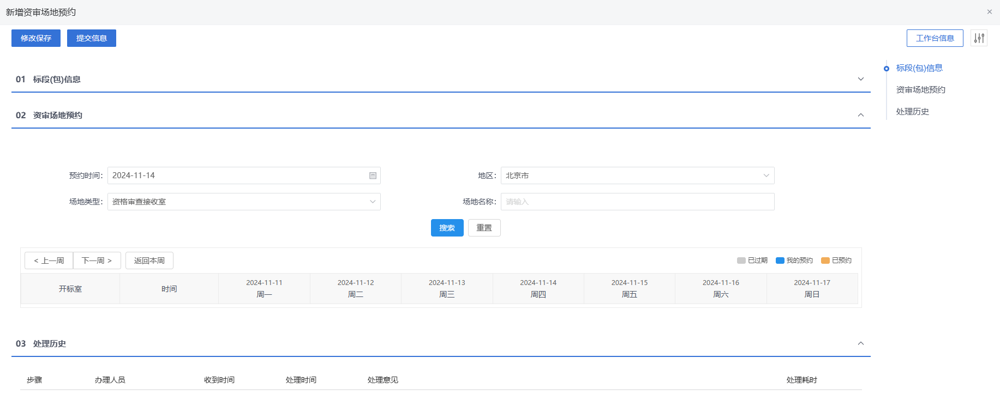 新增资审场地预约
修改保存 提交信息 工作台信息
标段(包)信息
资审场地预约
处理历史
01 标段(包)信息
02 资审场地预约
预约时间： 2024-11-14 地区： 北京市
场地类型： 资格审查接收室 场地名称： 请输入
搜索 重置
< 上一周 下一周 > 返回本周 已过期 我的预约 已预约
开标室 时间 2024-11-11 2024-11-12 2024-11-13 2024-11-14 2024-11-15 2024-11-16 2024-11-17
周一 周二 周三 周四 周五 周六 周日
03 处理历史
步骤 办理人员 收到时间 处理时间 处理意见 处理耗时